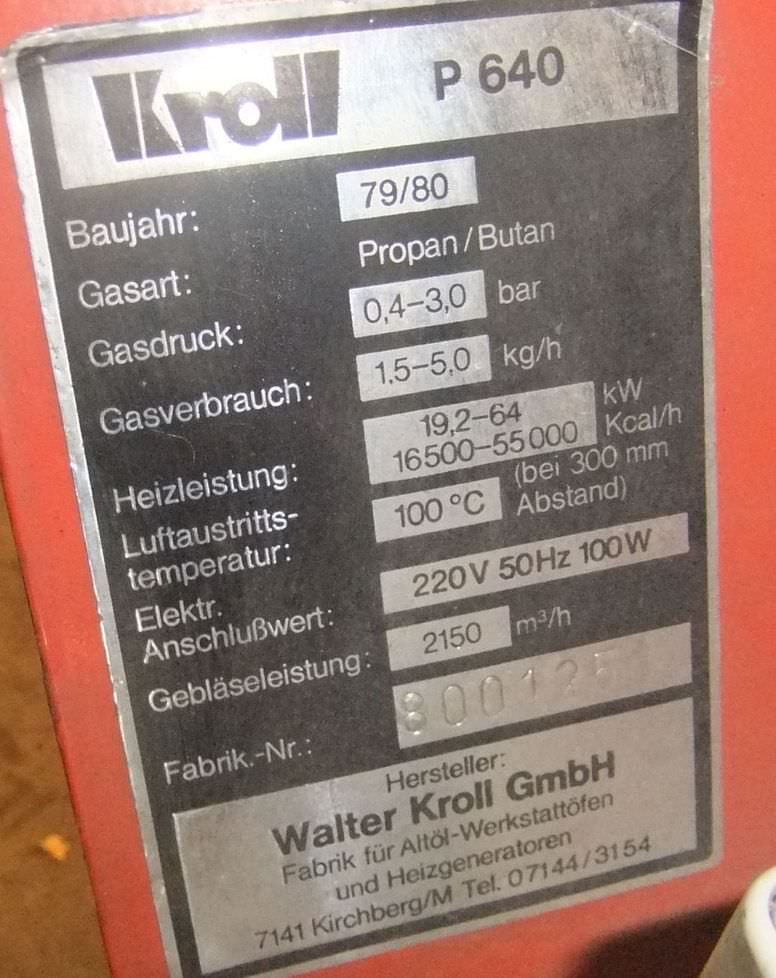 Kroll P 640
Baujahr: 79/80
Gasart: Propan/Butan
Gasdruck: 0,4–3,0 bar
Gasverbrauch: 1,5–5,0 kg/h
Heizleistung: 19,2–64 kW
16500–55000 Kcal/h
Luftaustritts-
temperatur: 100 °C (bei 300 mm
Abstand)
Elektr.
Anschlußwert: 220V 50Hz 100W
Gebläseleistung: 2150 m³/h
Fabrik.-Nr.:
Hersteller:
Walter Kroll GmbH
Fabrik für Altöl-Werkstattöfen
und Heizgeneratoren
7141 Kirchberg/M Tel. 07144/3154